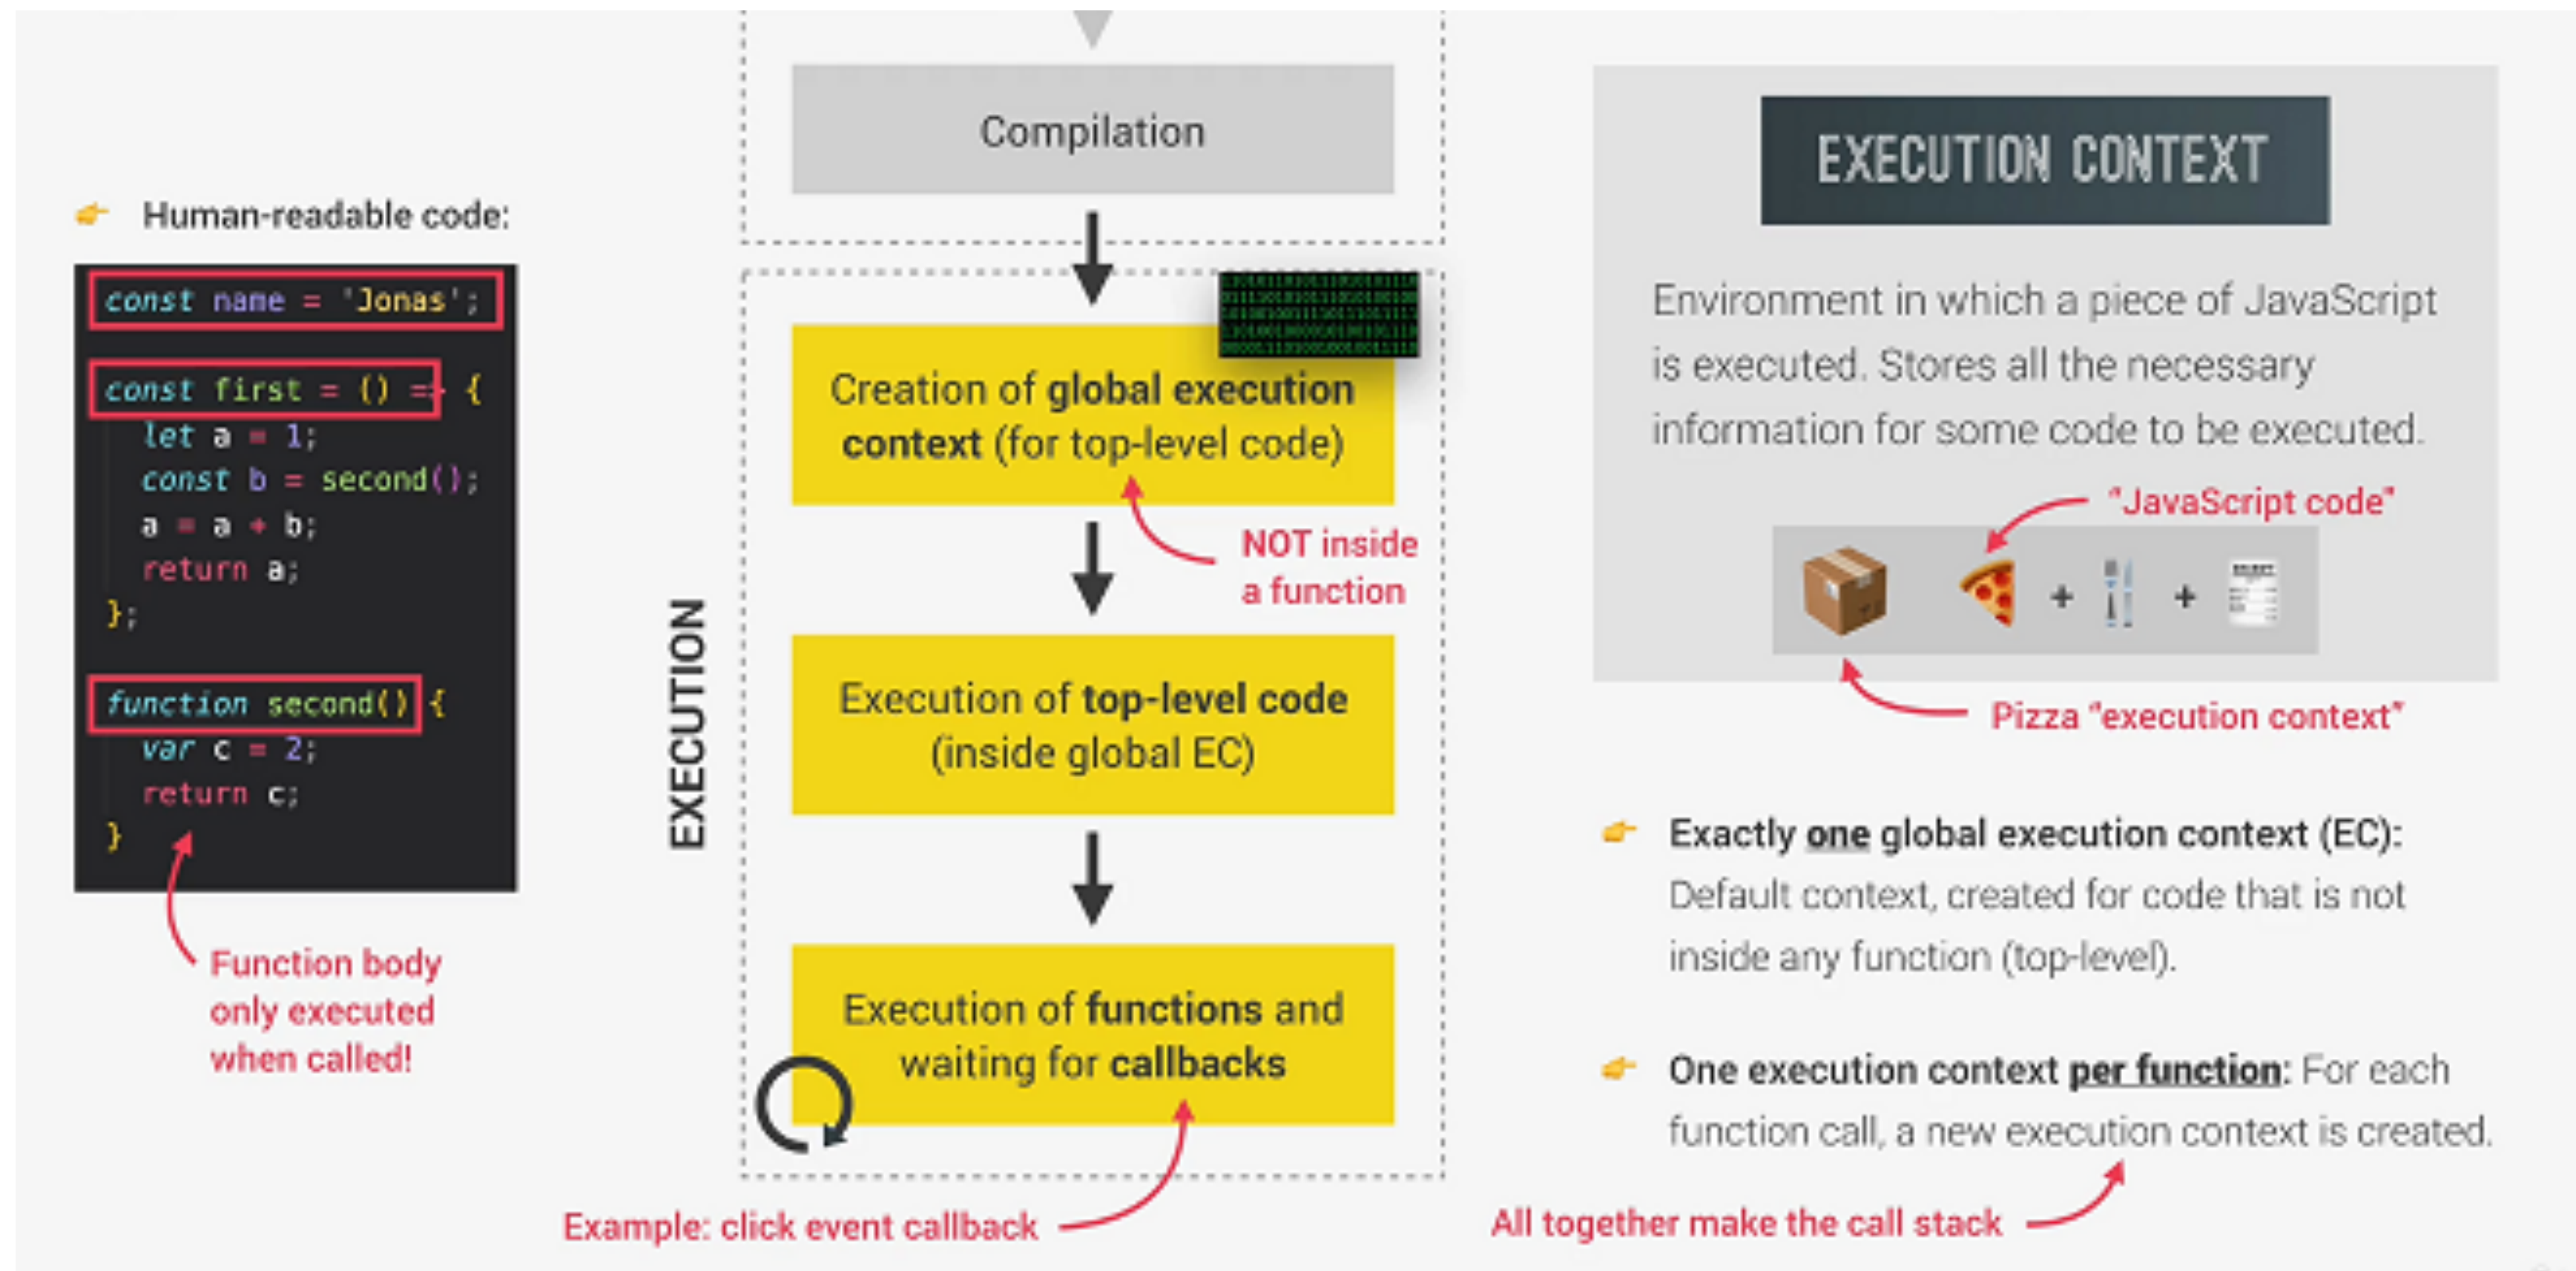 Compilation
👉 Human-readable code:
const name = 'Jonas';
const first = () => {
let a = 1;
const b = second();
a = a + b;
return a;
};
function second() {
var c = 2;
return c;
}
Function body
only executed
when called!
EXECUTION
Creation of global execution
context (for top-level code)
NOT inside
a function
Execution of top-level code
(inside global EC)
Execution of functions and
waiting for callbacks
Example: click event callback
EXECUTION CONTEXT
Environment in which a piece of JavaScript
is executed. Stores all the necessary
information for some code to be executed.
"JavaScript code"
+ +
Pizza "execution context"
👉 Exactly one global execution context (EC):
Default context, created for code that is not
inside any function (top-level).
👉 One execution context per function: For each
function call, a new execution context is created.
All together make the call stack